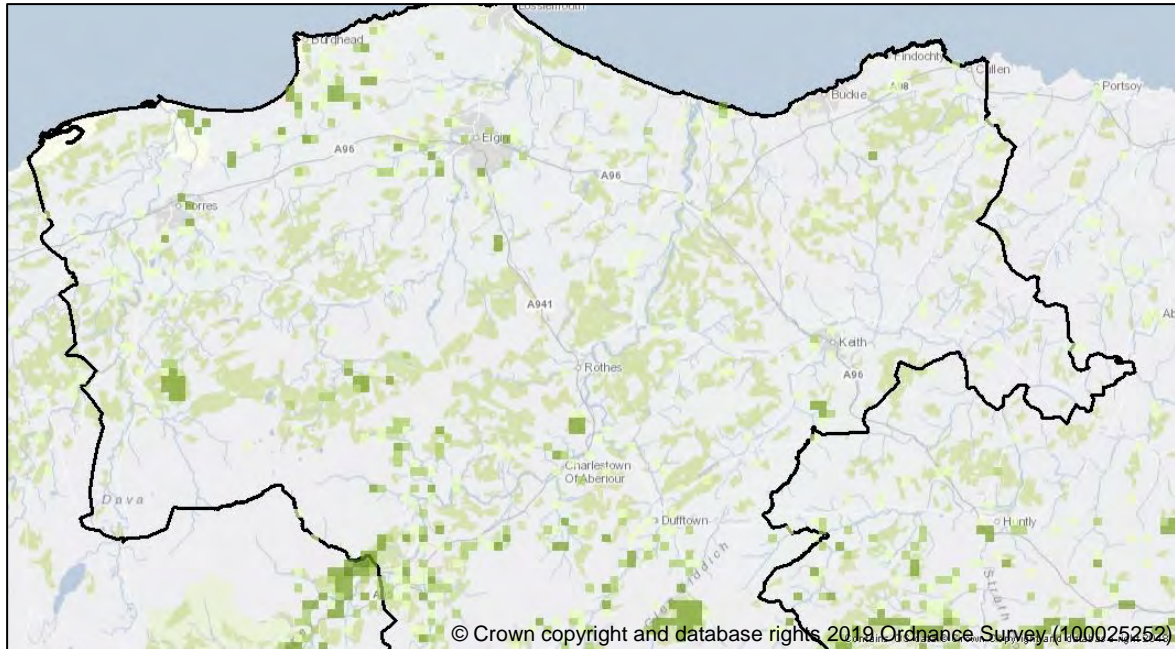 Lossiemouth
Burghead
Findochty
Cullen
Portsoy
Buckie
A98
Elgin
A96
A96
Forres
A941
Keith
Rothes
A96
Charlestown
Of Aberlour
Dava
Dufftown
Huntly
© Crown copyright and database rights 2019 Ordnance Survey (100025252)